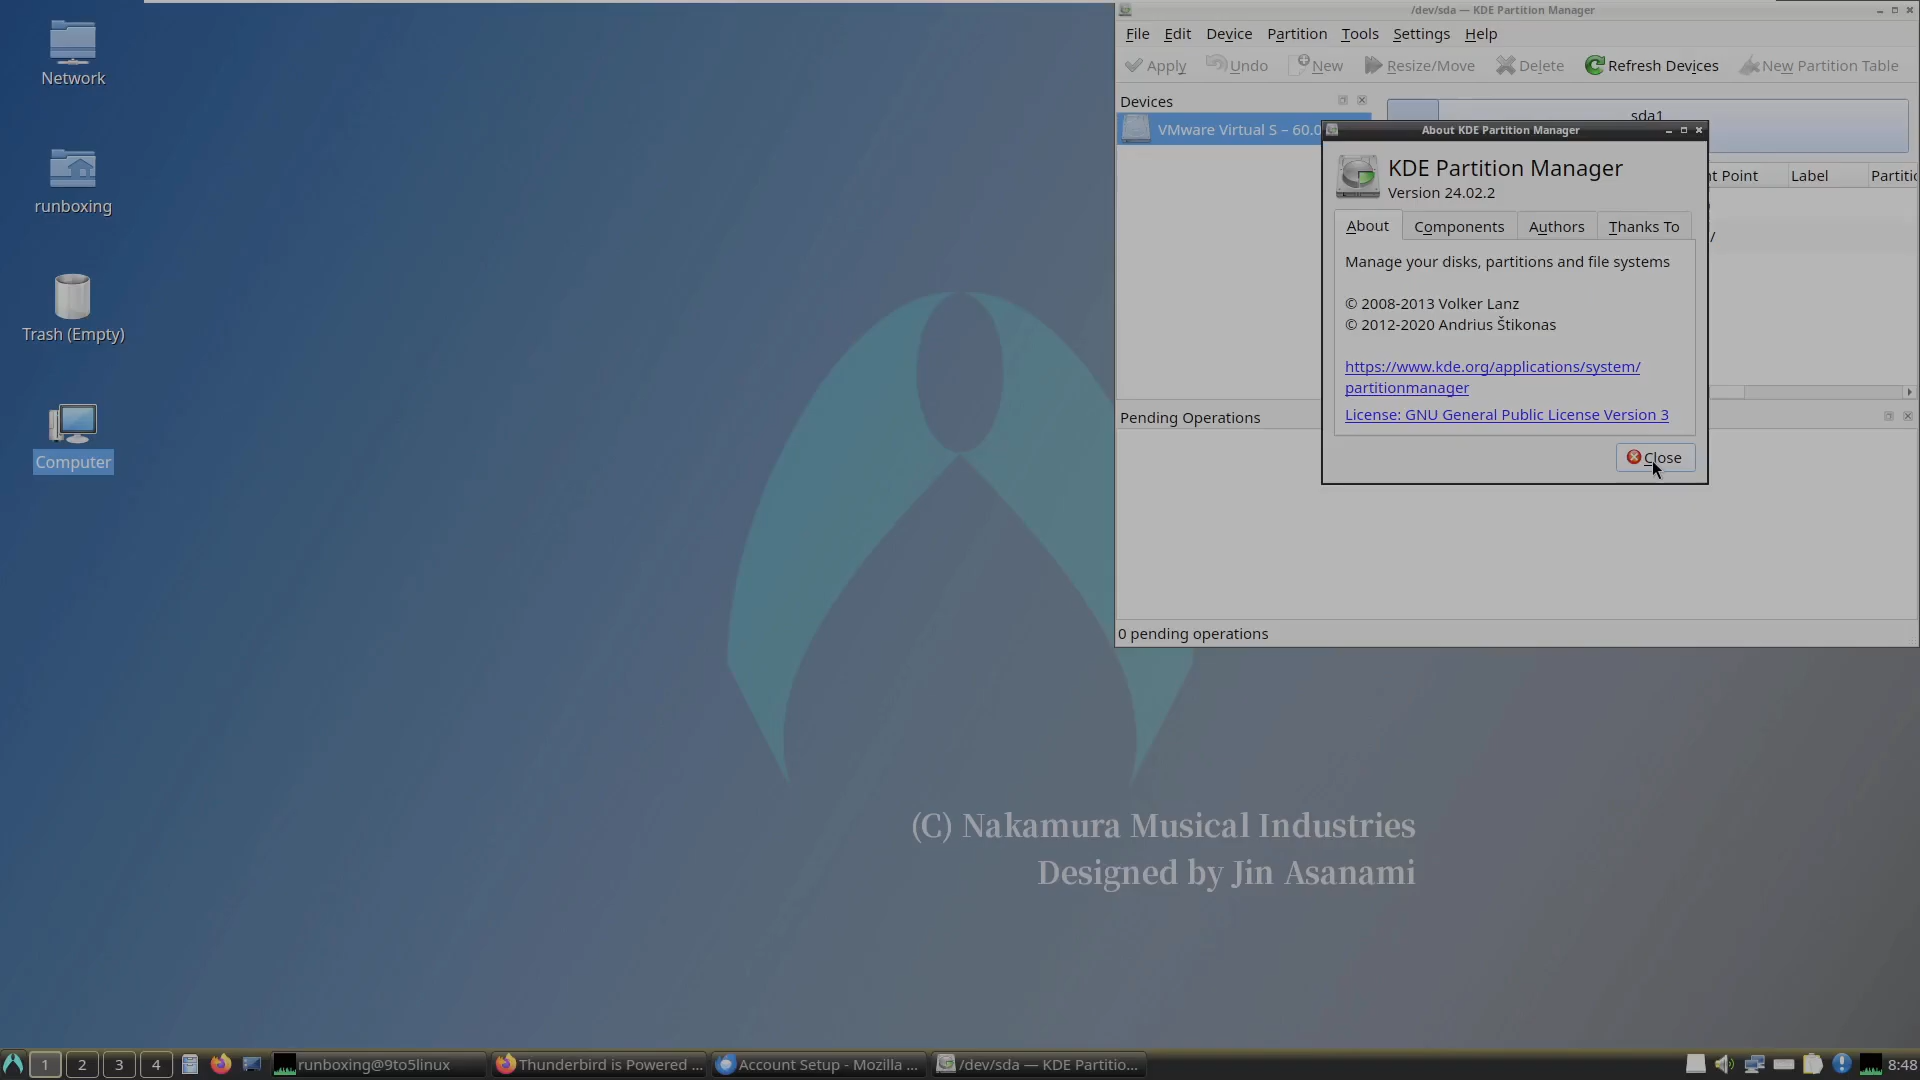 Network
runboxing
Trash (Empty)
Computer
(C) Nakamura Musical Industries
Designed by Jin Asanami
/dev/sda — KDE Partition Manager
File Edit Device Partition Tools Settings Help
Apply Undo New Resize/Move Delete Refresh Devices New Partition Table
Devices
VMware Virtual S – 60.0
sda1
nt Point Label Partitio
/
About KDE Partition Manager
KDE Partition Manager
Version 24.02.2
About Components Authors Thanks To
Manage your disks, partitions and file systems
© 2008-2013 Volker Lanz
© 2012-2020 Andrius Štikonas
https://www.kde.org/applications/system/
partitionmanager
License: GNU General Public License Version 3
Close
Pending Operations
0 pending operations
1 2 3 4 runboxing@9to5linux Thunderbird is Powered ... Account Setup - Mozilla ... /dev/sda — KDE Partitio... 8:48